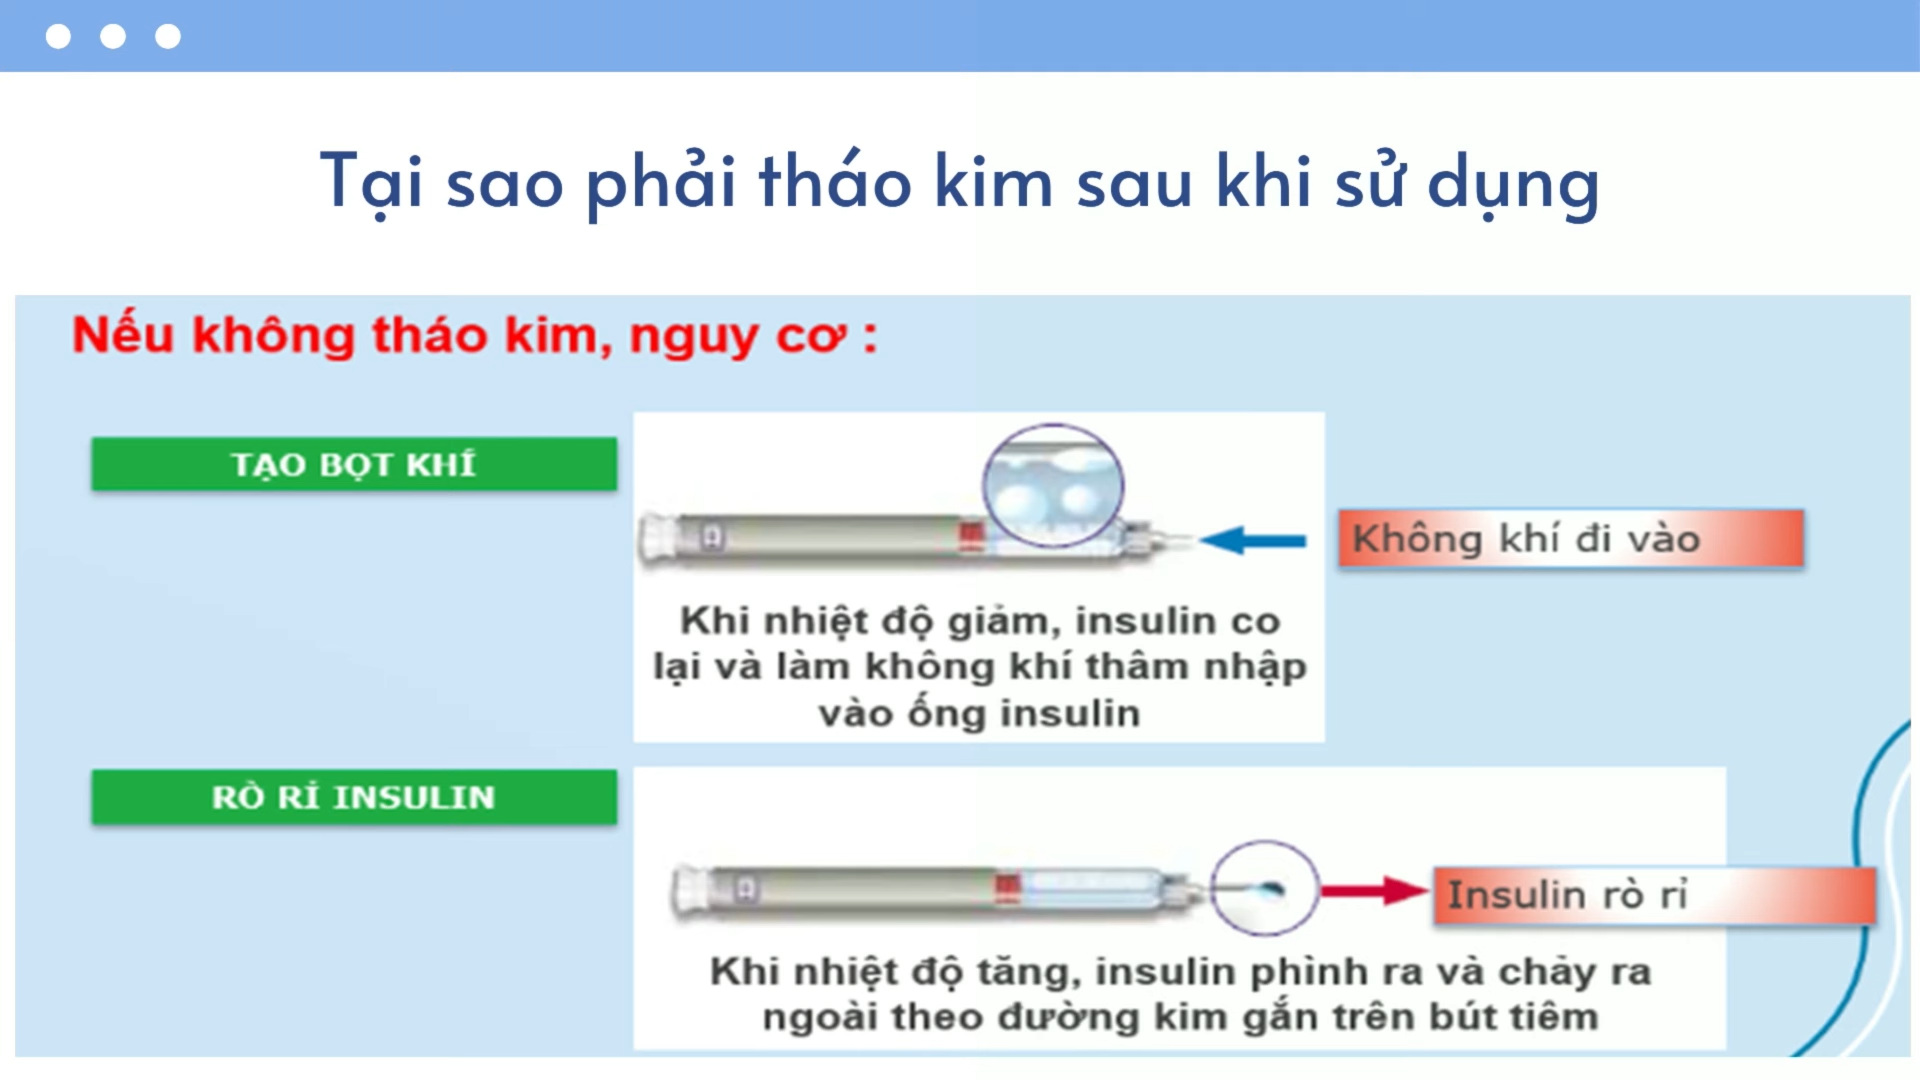 Tại sao phải tháo kim sau khi sử dụng
Nếu không tháo kim, nguy cơ :
TẠO BỌT KHÍ
Không khí đi vào
Khi nhiệt độ giảm, insulin co
lại và làm không khí thâm nhập
vào ống insulin
RÒ RỈ INSULIN
Insulin rò rỉ
Khi nhiệt độ tăng, insulin phình ra và chảy ra
ngoài theo đường kim gắn trên bút tiêm